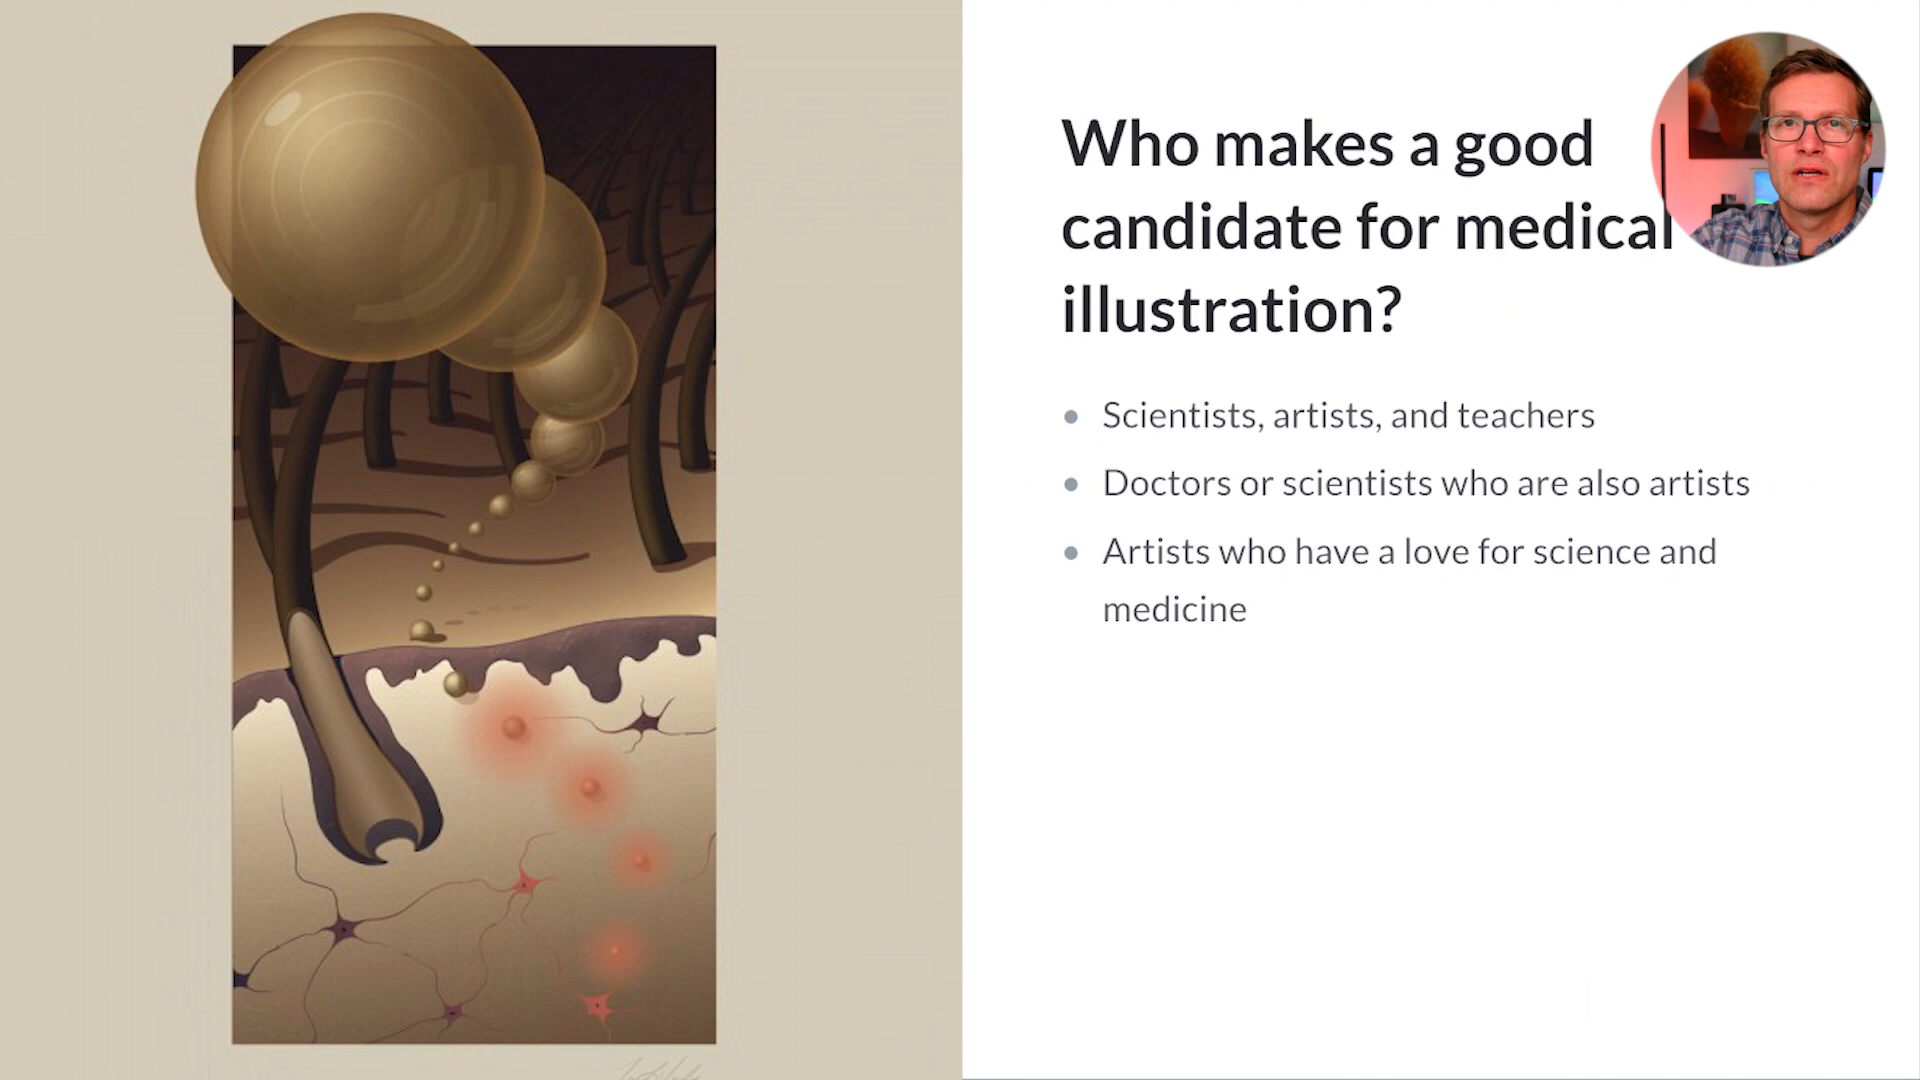 Who makes a good
candidate for medical
illustration?
Scientists, artists, and teachers
Doctors or scientists who are also artists
Artists who have a love for science and
medicine